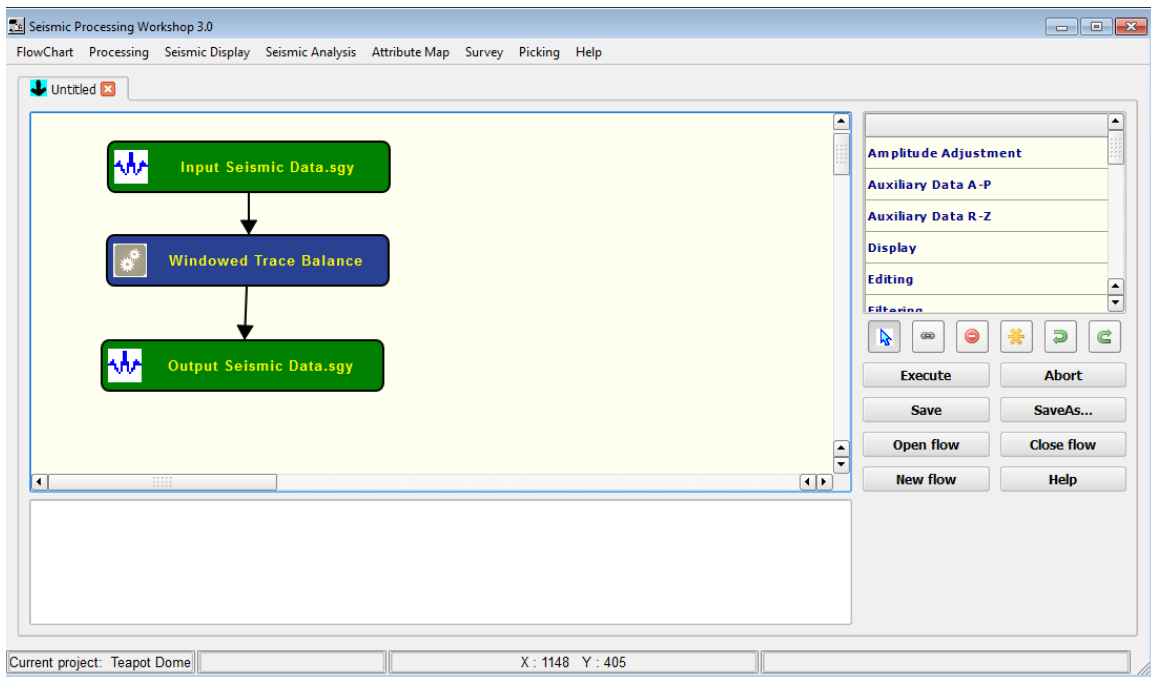 Seismic Processing Workshop 3.0
FlowChart Processing Seismic Display Seismic Analysis Attribute Map Survey Picking Help
Untitled
Input Seismic Data.sgy
Windowed Trace Balance
Output Seismic Data.sgy
Amplitude Adjustment
Auxiliary Data A-P
Auxiliary Data R-Z
Display
Editing
Filtering
Execute Abort
Save SaveAs...
Open flow Close flow
New flow Help
Current project: Teapot Dome X : 1148 Y : 405